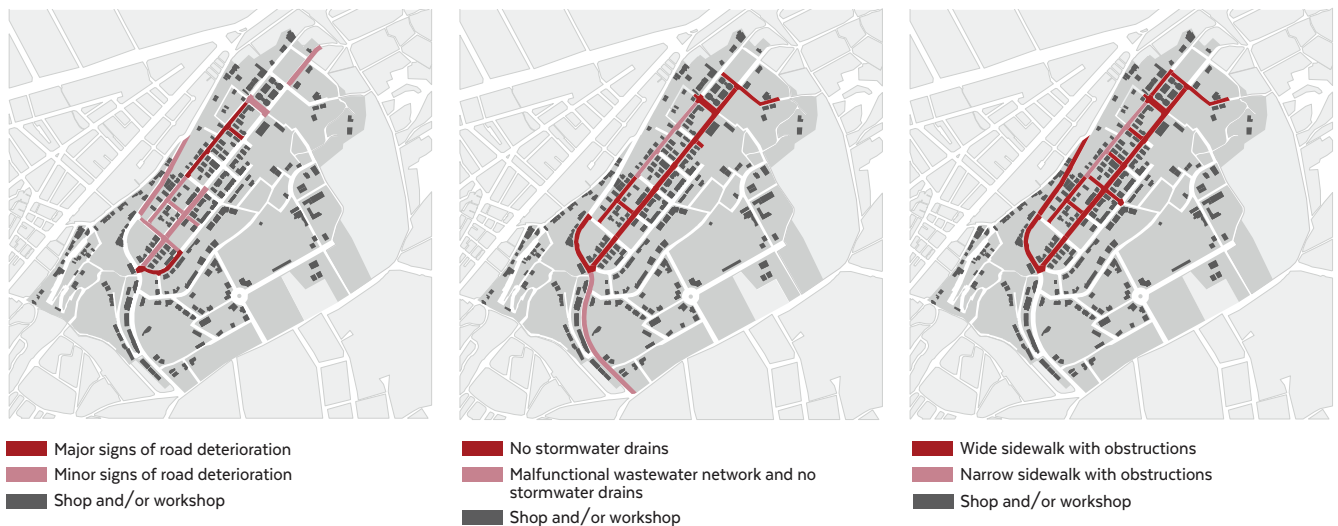 Major signs of road deterioration
Minor signs of road deterioration
Shop and/or workshop
No stormwater drains
Malfunctional wastewater network and no
stormwater drains
Shop and/or workshop
Wide sidewalk with obstructions
Narrow sidewalk with obstructions
Shop and/or workshop